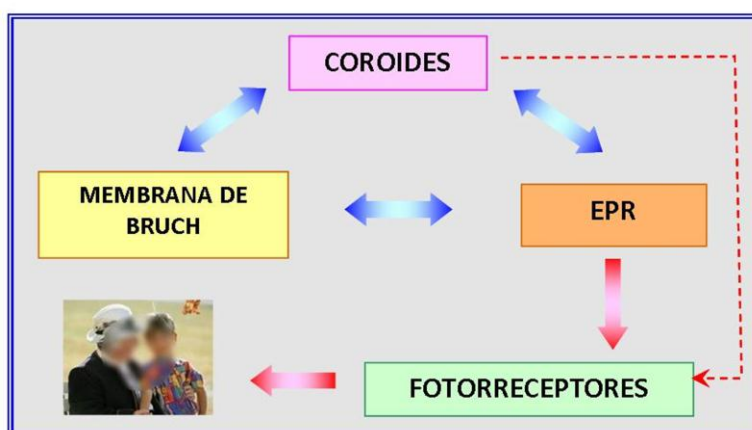 COROIDES
MEMBRANA DE
BRUCH
EPR
FOTORRECEPTORES